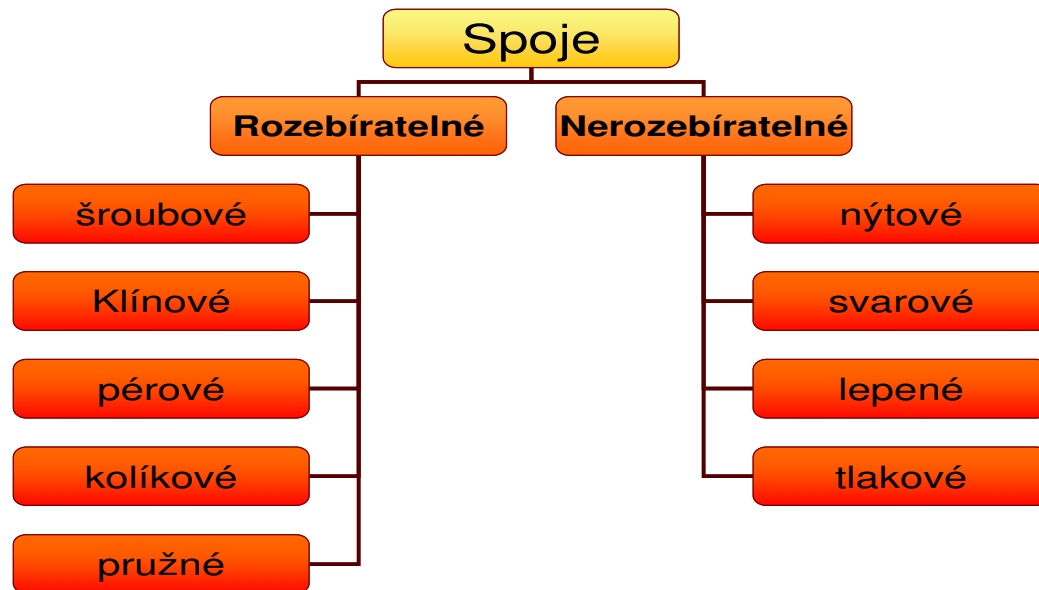 Spoje
Rozebíratelné
Nerozebíratelné
šroubové
Klínové
pérové
kolíkové
pružné
nýtové
svarové
lepené
tlakové